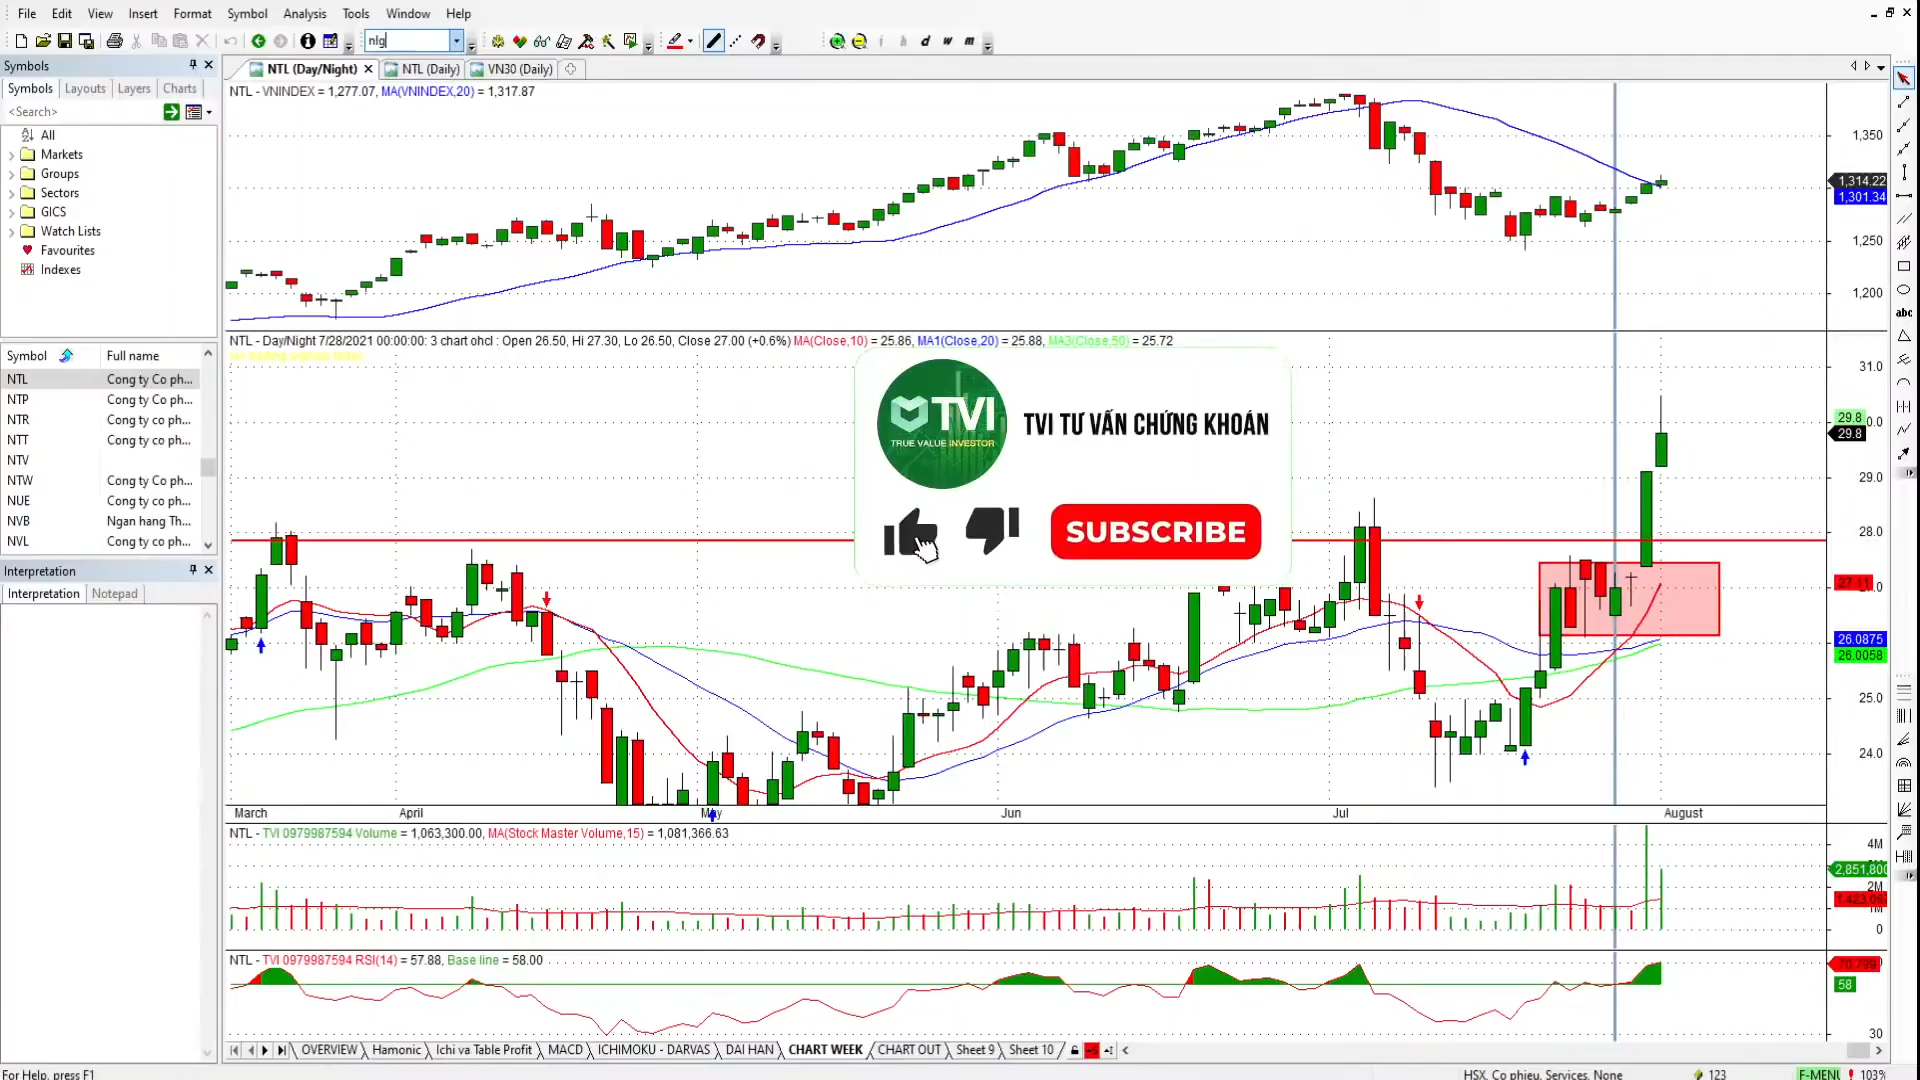 File Edit View Insert Format Symbol Analysis Tools Window Help
nlg
d w m
Symbols
NTL (Day/Night) NTL (Daily) VN30 (Daily)
Symbols Layouts Layers Charts
<Search>
All
Markets
Groups
Sectors
GICS
Watch Lists
Favourites
Indexes
NTL - VNINDEX = 1,277.07, MA(VNINDEX,20) = 1,317.87
1,350
1,314.22
1,301.34
1,250
1,200
Symbol Full name
NTL Cong ty Co ph...
NTP Cong ty Co ph...
NTR Cong ty co ph...
NTT Cong ty co ph...
NTV
NTW Cong ty Co ph...
NUE Cong ty co ph...
NVB Ngan hang Th...
NVL Cong ty co ph...
Interpretation
Interpretation Notepad
NTL - Day/Night 7/28/2021 00:00:00: 3 chart ohcl : Open 26.50, Hi 27.30, Lo 26.50, Close 27.00 (+0.6%) MA(Close,10) = 25.86, MA1(Close,20) = 25.88, MA3(Close,50) = 25.72
TVI
TRUE VALUE INVESTOR
TVI TƯ VẤN CHỨNG KHOÁN
SUBSCRIBE
31.0
29.8
29.8
29.0
28.0
27.11
26.0875
26.0058
25.0
24.0
March April May Jun Jul August
NTL - TVI 0979987594 Volume = 1,063,300.00, MA(Stock Master Volume,15) = 1,081,366.63
4M
2,851,800
2M
0
NTL - TVI 0979987594 RSI(14) = 57.88, Base line = 58.00
58
30
OVERVIEW Hamonic Ichi va Table Profit MACD ICHIMOKU - DARVAS DAI HAN CHART WEEK CHART OUT Sheet 9 Sheet 10
For Help, press F1
HSX, Co phieu, Services, None
123
F-MENU
103%